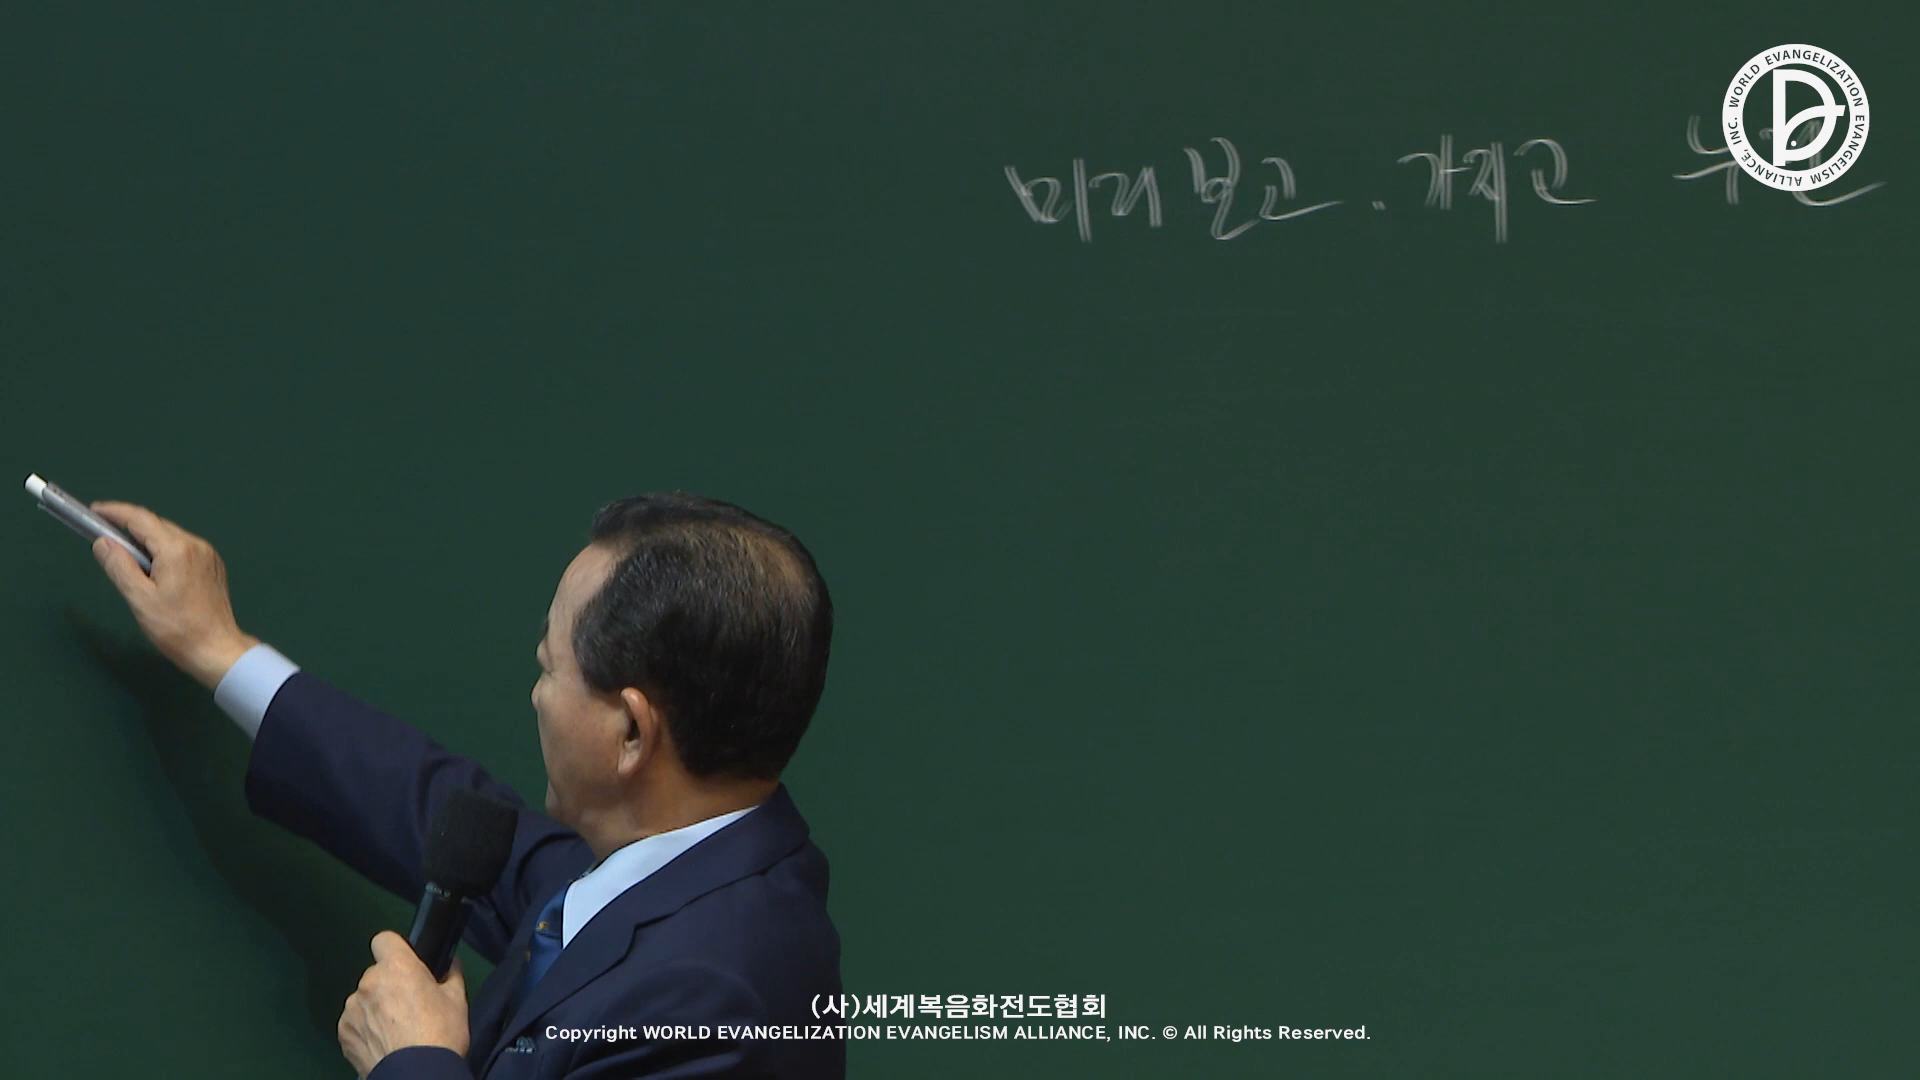 미리 보고 . 가지고
WORLD EVANGELIZATION EVANGELISM ALLIANCE, INC.
(사)세계복음화전도협회
Copyright WORLD EVANGELIZATION EVANGELISM ALLIANCE, INC. © All Rights Reserved.